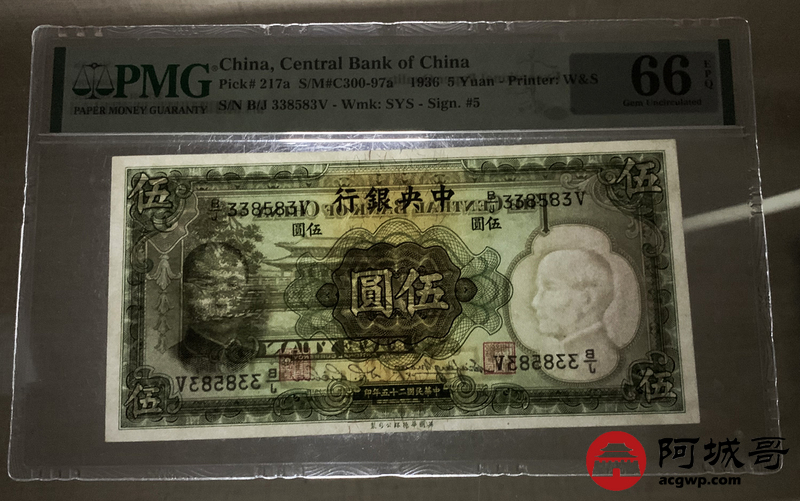 PMG
PAPER MONEY GUARANTY
China, Central Bank of China
Pick# 217a S/M#C300-97a 1936 5 Yuan - Printer: W&S
S/N B/J 338583V - Wmk: SYS - Sign. #5
66 EPQ
Gem Uncirculated
伍
伍
中央銀行
B/J 338583V
B/J 338583V
伍圓
伍圓
伍圓
B/J 338583V
B/J 338583V
伍
伍
中華民國二十五年印
阿城哥
acgwp.com